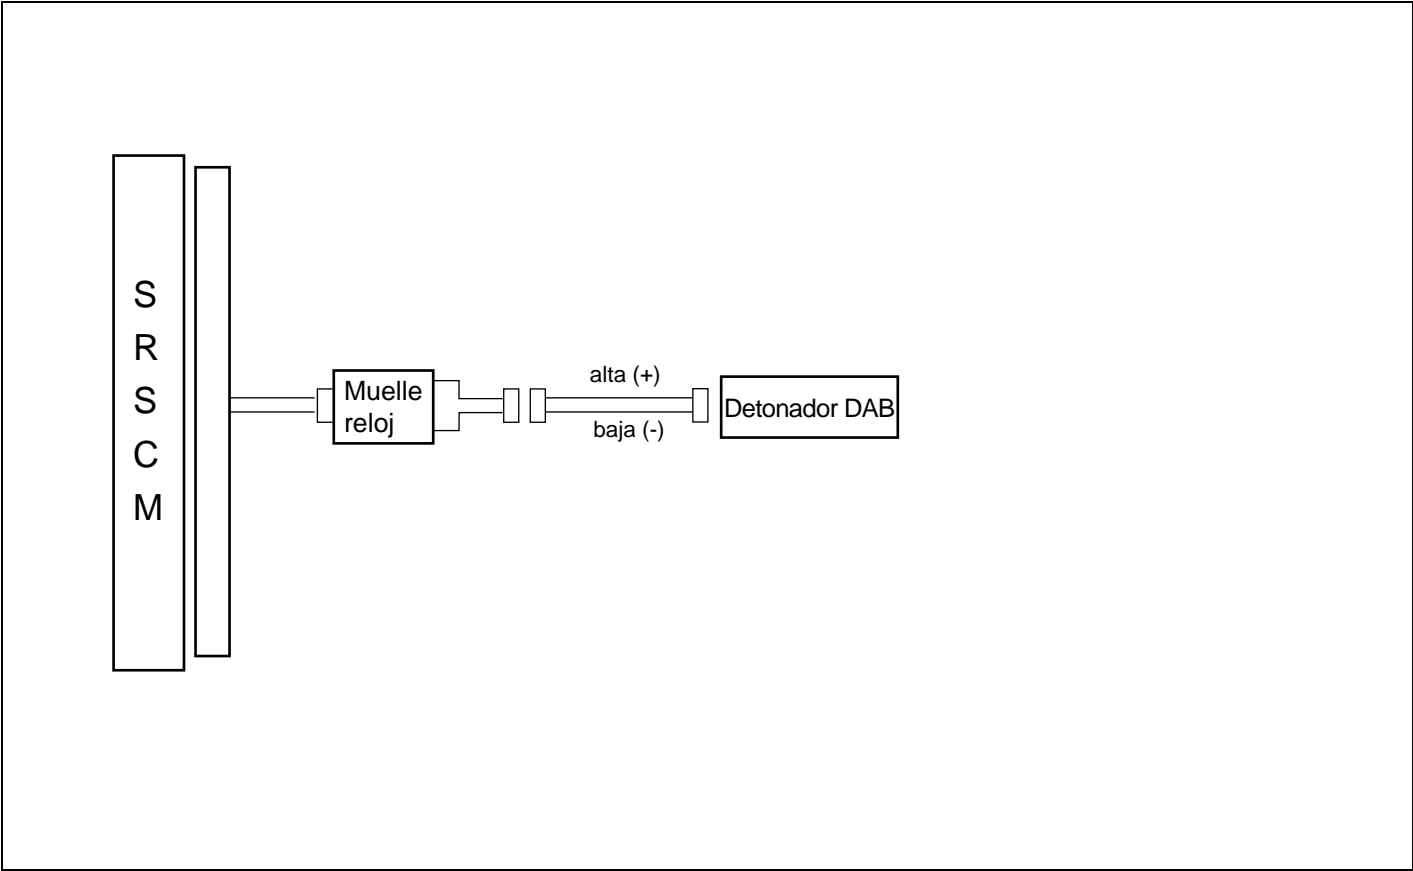 S
R
S
C
M
Muelle
reloj
alta (+)
baja (-)
Detonador DAB